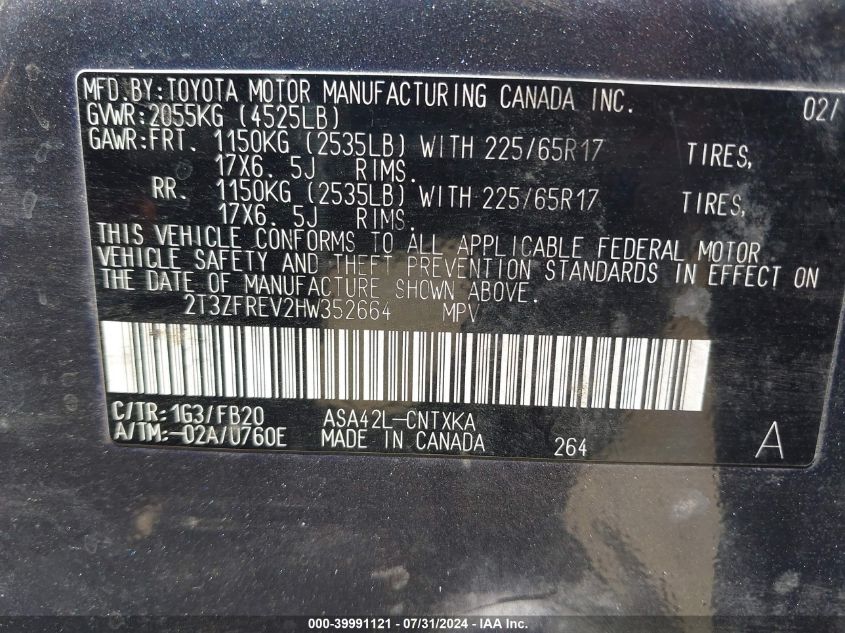 MFD.BY:TOYOTA MOTOR MANUFACTURING CANADA INC. 02/
GVWR:2055KG (4525LB)
GAWR:FRT. 1150KG (2535LB) WITH 225/65R17 TIRES,
17X6. 5J RIMS.
RR. 1150KG (2535LB) WITH 225/65R17 TIRES,
17X6. 5J RIMS.
THIS VEHICLE CONFORMS TO ALL APPLICABLE FEDERAL MOTOR
VEHICLE SAFETY AND THEFT PREVENTION STANDARDS IN EFFECT ON
THE DATE OF MANUFACTURE SHOWN ABOVE.
2T3ZFREV2HW352664 MPV
C/TR:1G3/FB20 ASA42L-CNTXKA
A/TM:-02A/U760E MADE IN CANADA 264 A
000-39991121 - 07/31/2024 - IAA Inc.